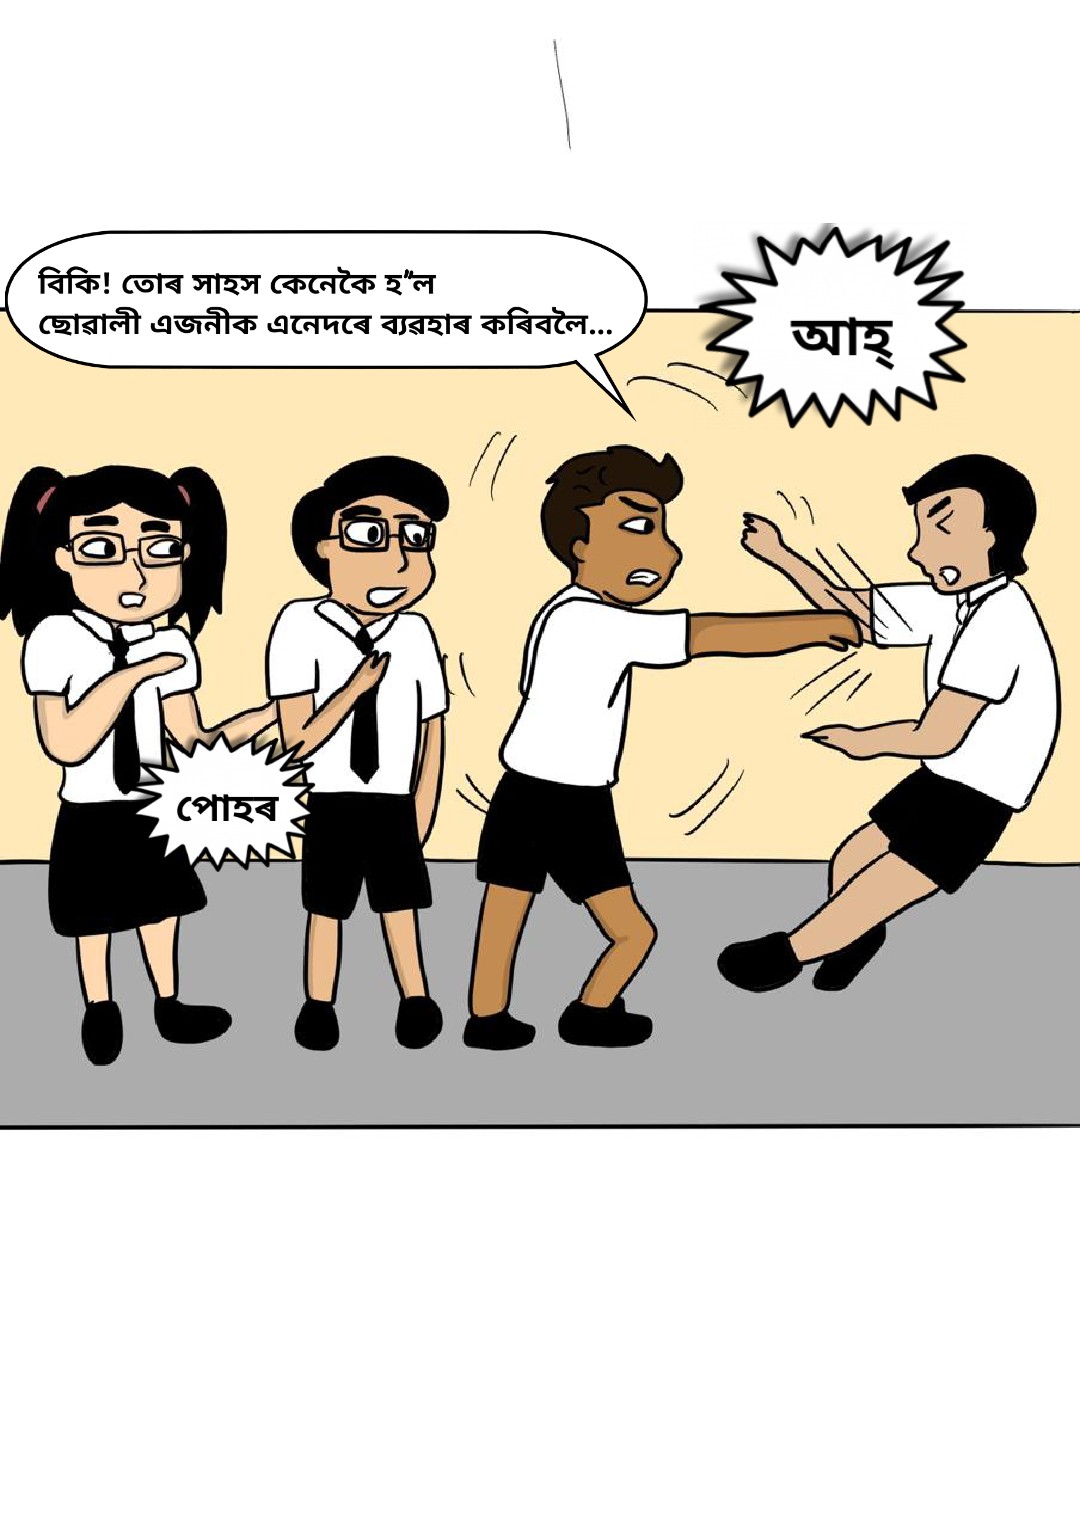 বিকি! তোৰ সাহস কেনেকৈ হ"ল
ছোৱালী এজনীক এনেদৰে ব্যৱহাৰ কৰিবলৈ...
আহ্
পোহৰ